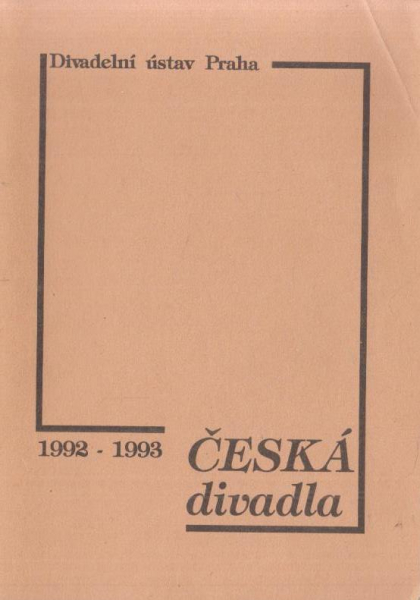 Divadelní ústav Praha
1992 - 1993
ČESKÁ
divadla